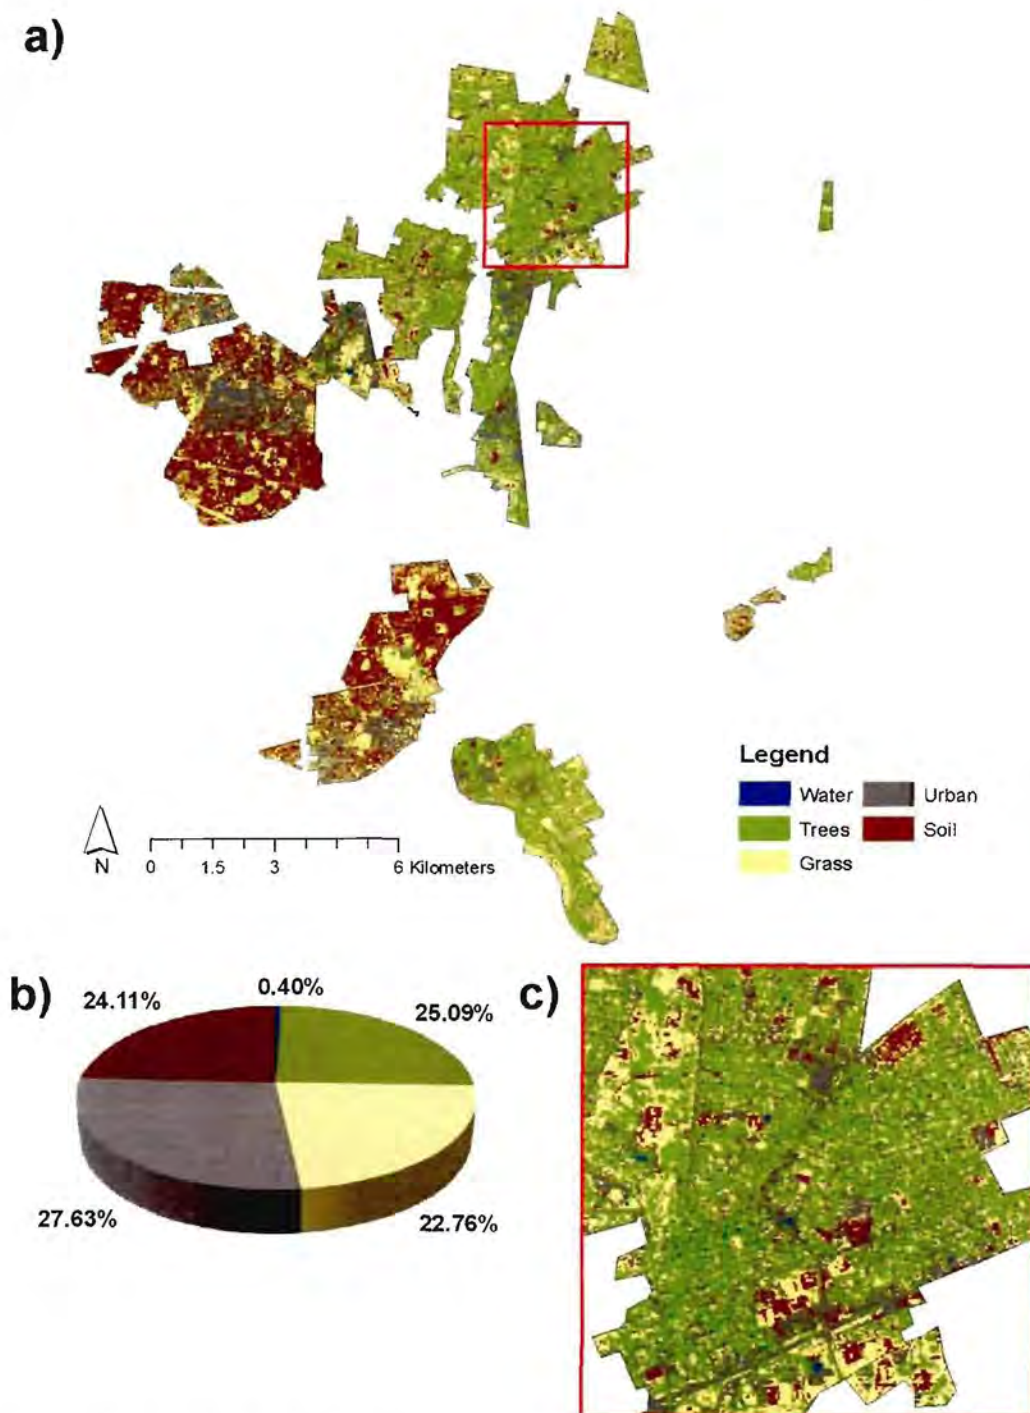 a)
Legend
Water Urban
Trees Soil
Grass
N
0 1.5 3 6 Kilometers
b)
24.11%
0.40%
25.09%
27.63%
22.76%
c)